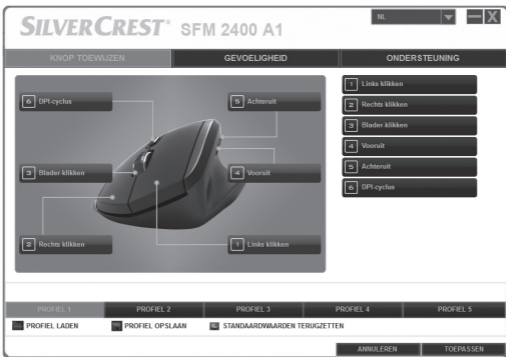 SILVERCREST® SFM 2400 A1
NL
KNOP TOEWIJZEN GEVOELIGHEID ONDERSTEUNING
6 DPI-cyclus
5 Achteruit
3 Blader klikken
4 Vooruit
2 Rechts klikken
1 Links klikken
1 Links klikken
2 Rechts klikken
3 Blader klikken
4 Vooruit
5 Achteruit
6 DPI-cyclus
PROFIEL 1 PROFIEL 2 PROFIEL 3 PROFIEL 4 PROFIEL 5
PROFIEL LADEN PROFIEL OPSLAAN STANDAARDWAARDEN TERUGZETTEN
ANNULEREN TOEPASSEN